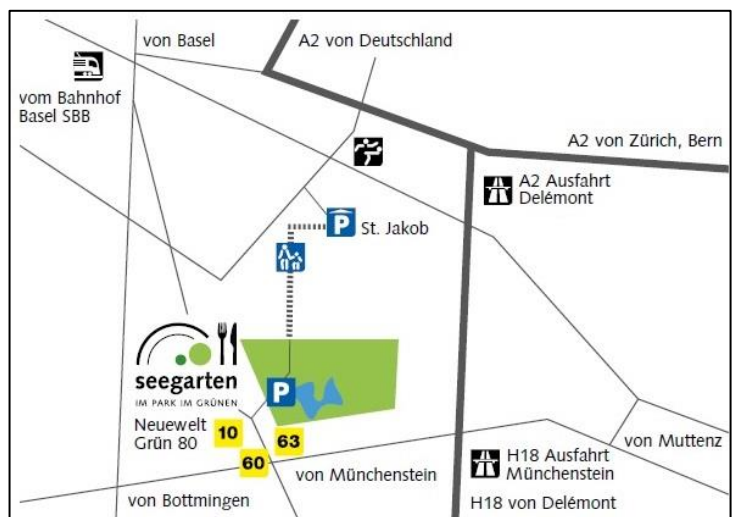 von Basel
A2 von Deutschland
vom Bahnhof
Basel SBB
A2 von Zürich, Bern
A2 Ausfahrt
Delémont
P
St. Jakob
seegarten
IM PARK IM GRÜNEN
P
Neuewelt
Grün 80
10
63
60
von Muttenz
H18 Ausfahrt
Münchenstein
von Münchenstein
von Bottmingen
H18 von Delémont